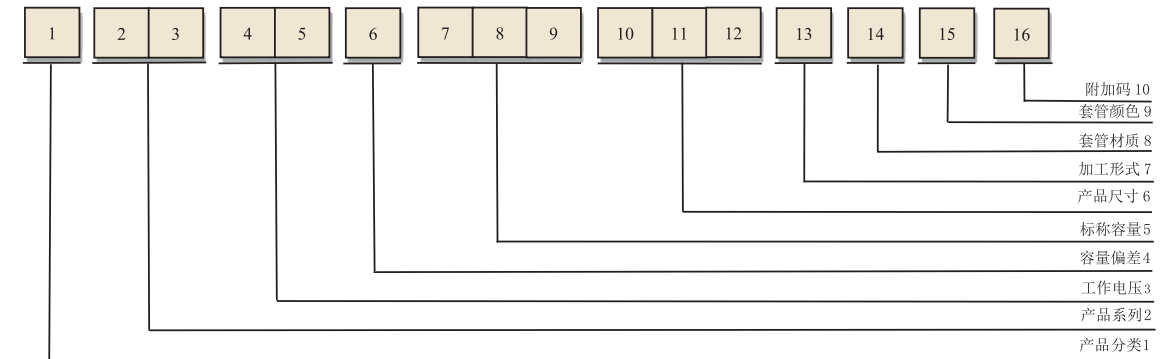 1 2 3 4 5 6 7 8 9 10 11 12 13 14 15 16
附加码 10
套管颜色 9
套管材质 8
加工形式 7
产品尺寸 6
标称容量5
容量偏差4
工作电压3
产品系列2
产品分类1